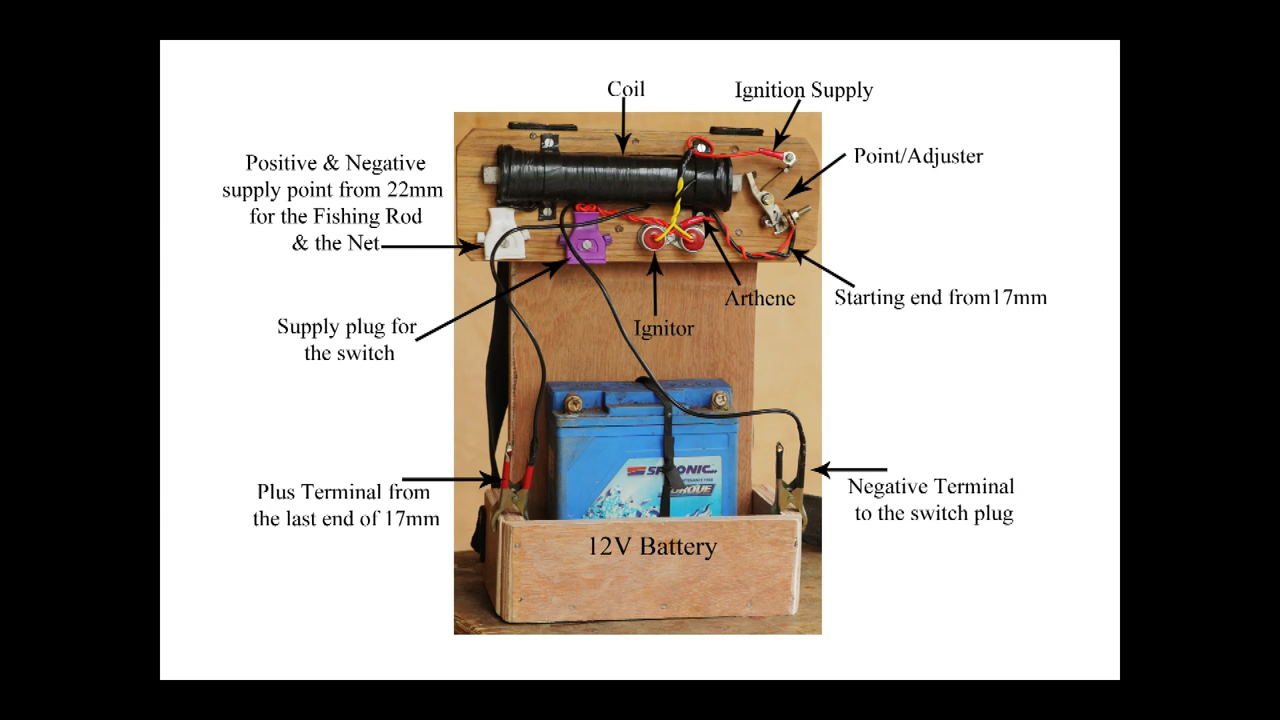 Coil
Ignition Supply
Point/Adjuster
Positive & Negative
supply point from 22mm
for the Fishing Rod
& the Net
Arthene
Starting end from17mm
Ignitor
Supply plug for
the switch
Plus Terminal from
the last end of 17mm
Negative Terminal
to the switch plug
TORQUE
12V Battery